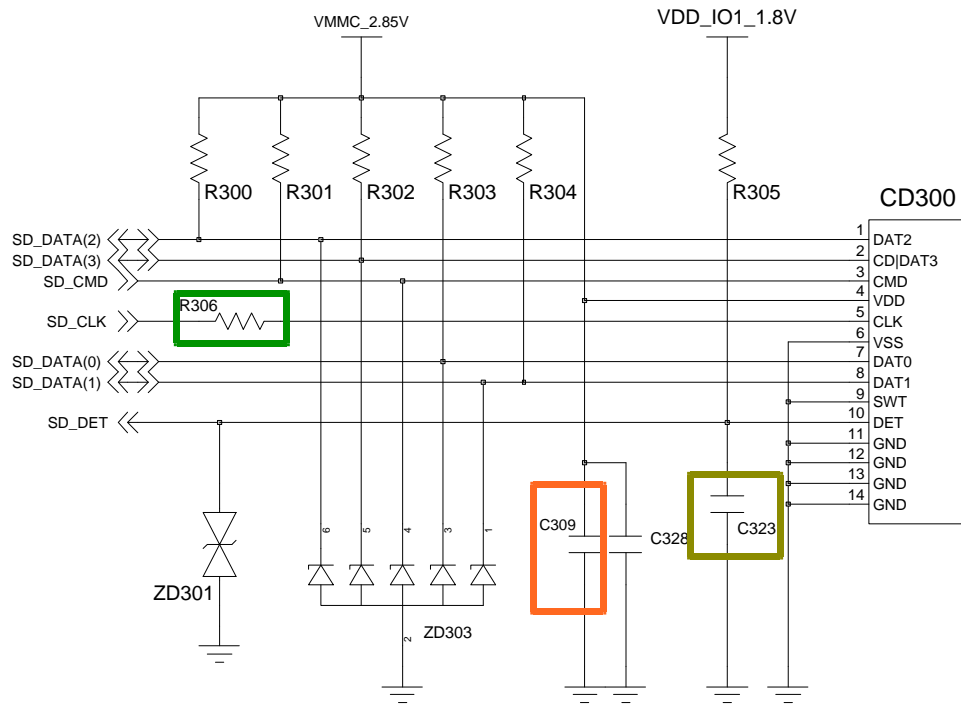 VMMC_2.85V
VDD_IO1_1.8V
R300
R301
R302
R303
R304
R305
CD300
SD_DATA(2)
1
DAT2
SD_DATA(3)
2
CD|DAT3
SD_CMD
3
CMD
4
VDD
R306
SD_CLK
5
CLK
6
VSS
SD_DATA(0)
7
DAT0
SD_DATA(1)
8
DAT1
9
SWT
SD_DET
10
DET
11
GND
12
GND
13
GND
14
GND
6
5
4
3
1
C309
C328
C323
ZD301
2
ZD303